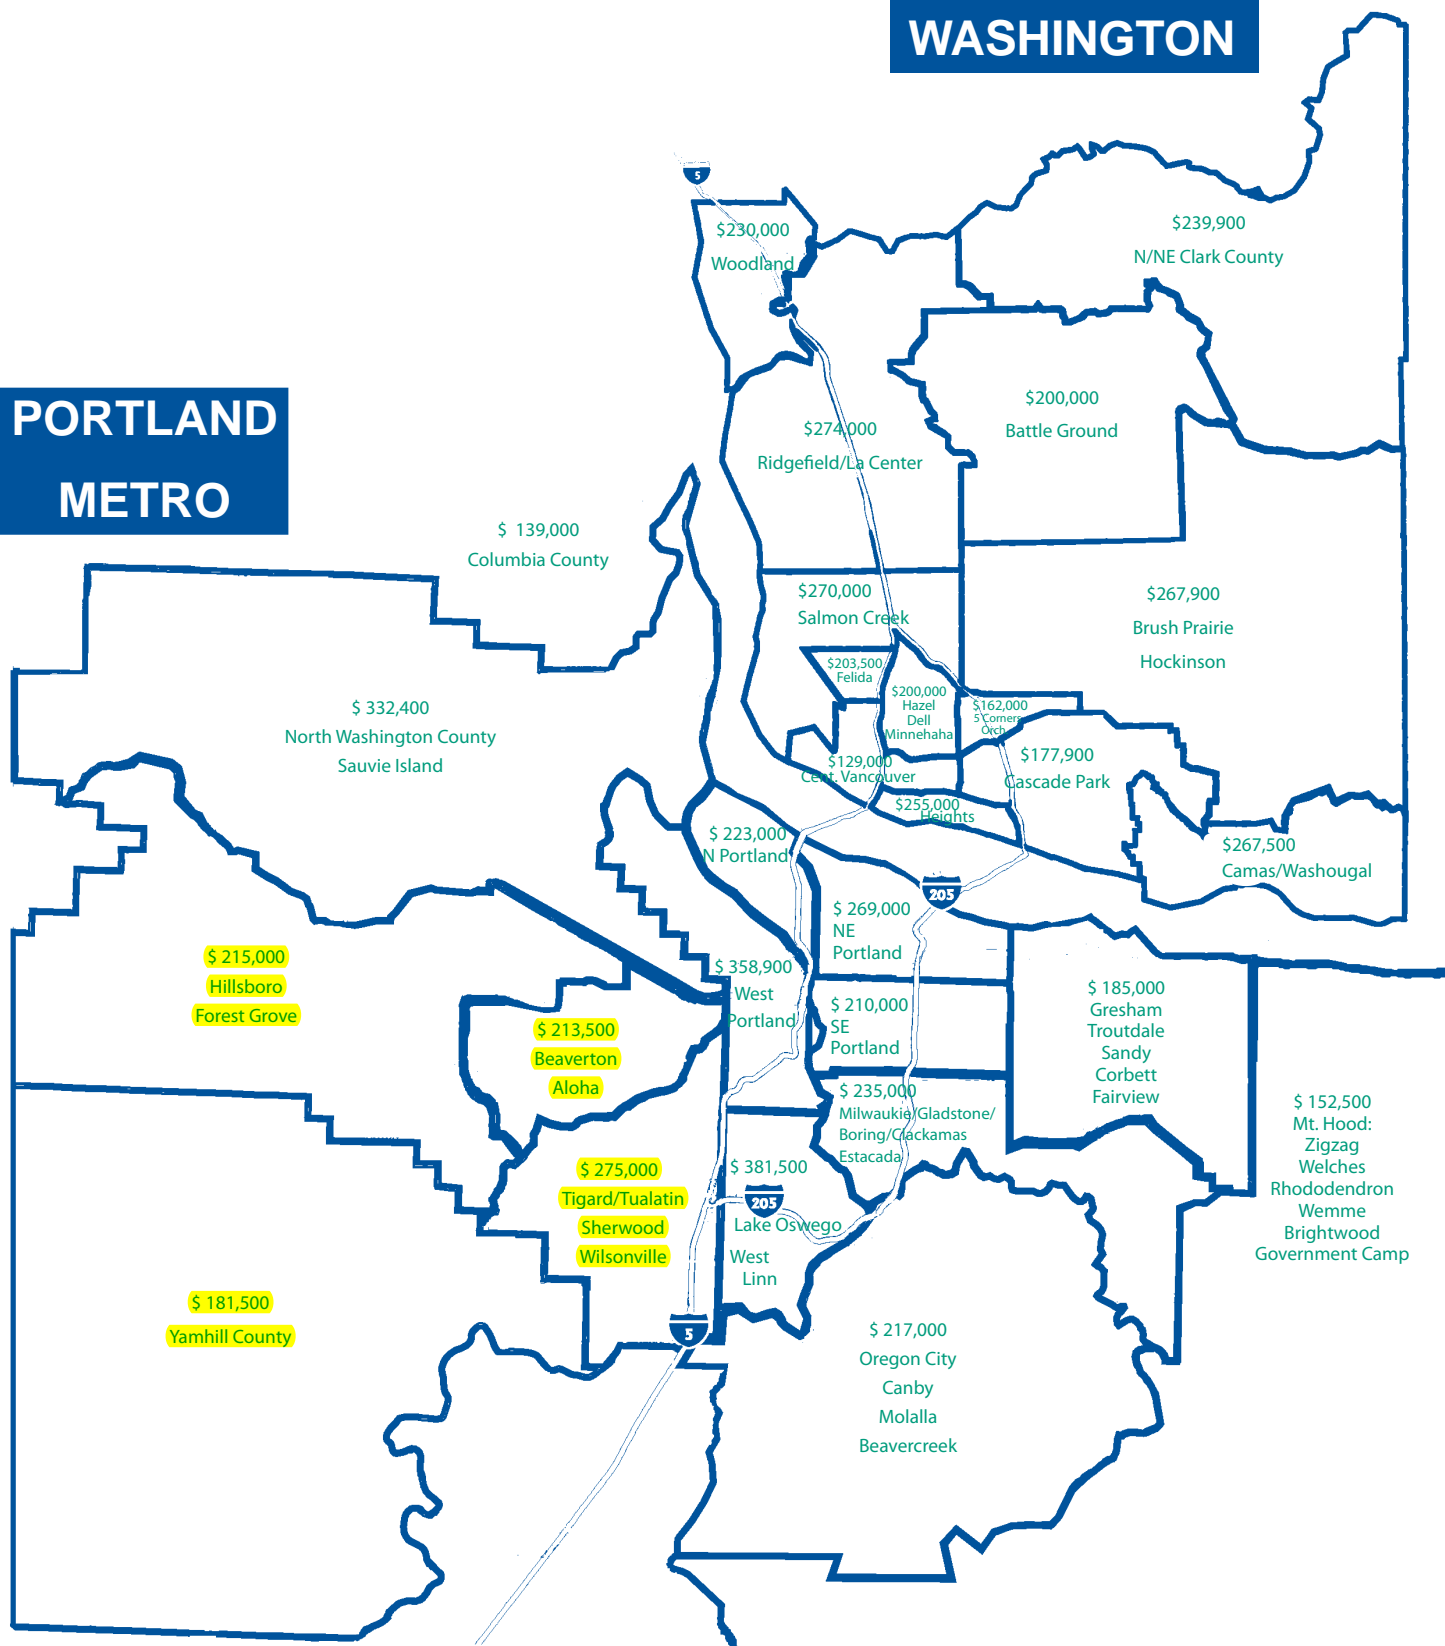 WASHINGTON
5
$230,000
Woodland
$239,900
N/NE Clark County
PORTLAND
METRO
$274,000
Ridgefield/La Center
$200,000
Battle Ground
$ 139,000
Columbia County
$270,000
Salmon Creek
$267,900
Brush Prairie
Hockinson
$203,500
Felida
$200,000
Hazel
Dell
Minnehaha
$162,000
5 Corners
Orch.
$ 332,400
North Washington County
Sauvie Island
$129,000
Cent. Vancouver
$177,900
Cascade Park
$255,000
Heights
$ 223,000
N Portland
$267,500
Camas/Washougal
205
$ 269,000
NE
Portland
$ 215,000
Hillsboro
Forest Grove
$ 358,900
West
Portland
$ 213,500
Beaverton
Aloha
$ 210,000
SE
Portland
$ 185,000
Gresham
Troutdale
Sandy
Corbett
Fairview
$ 235,000
Milwaukie/Gladstone/
Boring/Clackamas
Estacada
$ 152,500
Mt. Hood:
Zigzag
Welches
Rhododendron
Wemme
Brightwood
Government Camp
$ 275,000
Tigard/Tualatin
Sherwood
Wilsonville
$ 381,500
205
Lake Oswego
West
Linn
$ 181,500
Yamhill County
5
$ 217,000
Oregon City
Canby
Molalla
Beavercreek